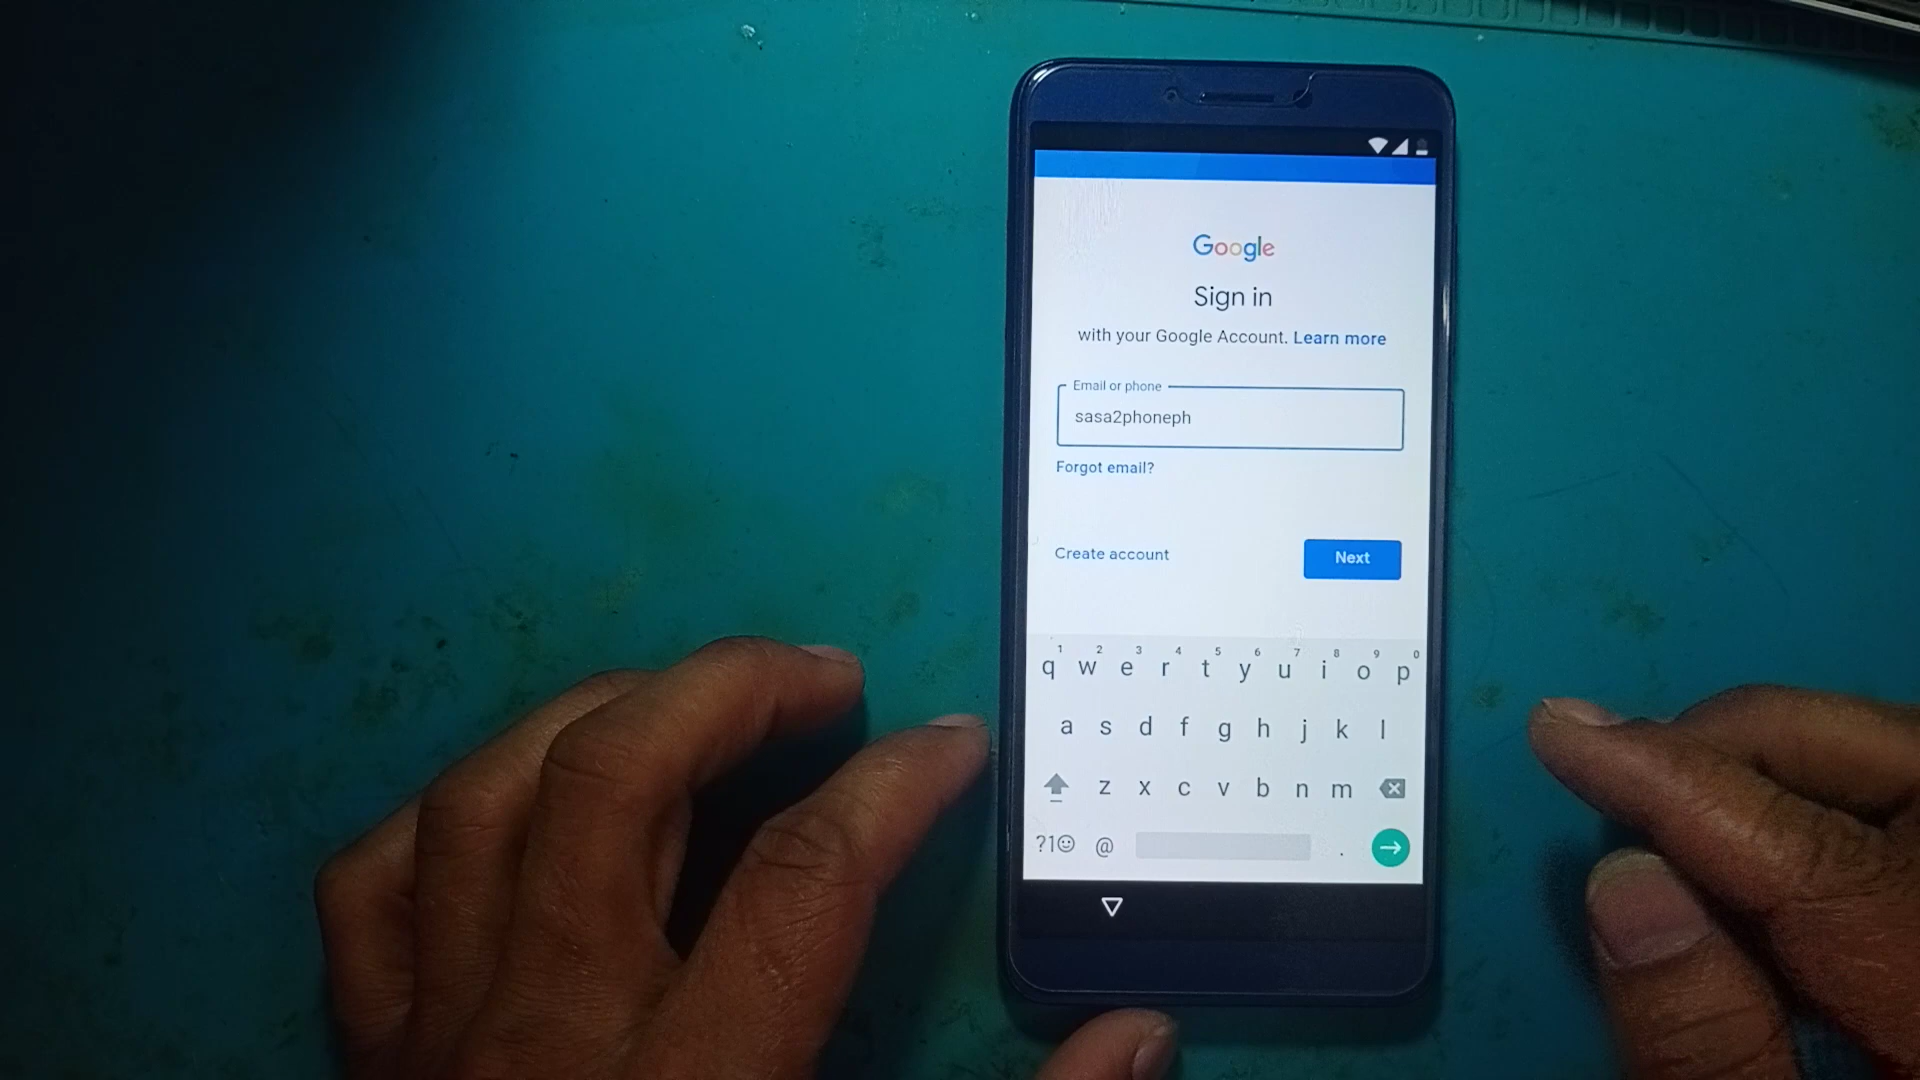 Google
Sign in
with your Google Account. Learn more
Email or phone
sasa2phoneph
Forgot email?
Create account
Next
1 2 3 4 5 6 7 8 9 0
q w e r t y u i o p
a s d f g h j k l
z x c v b n m
?1☺ @ .